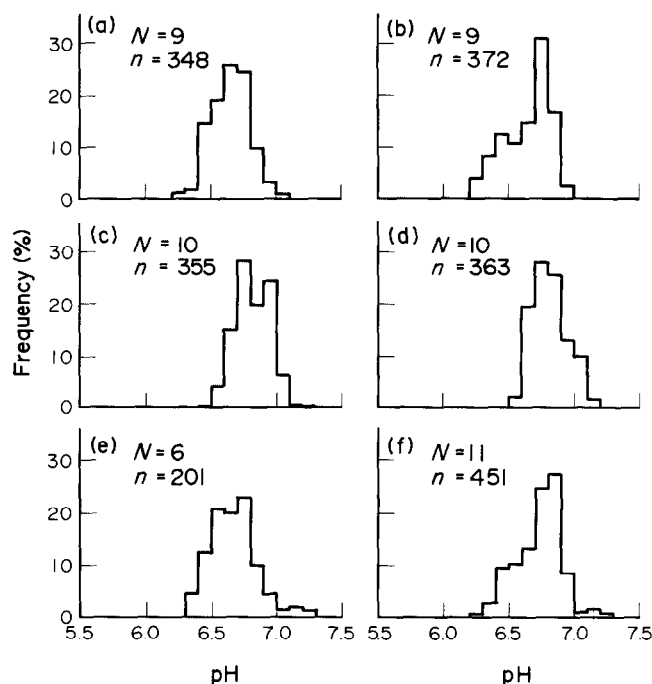 (a) N = 9
n = 348
(b) N = 9
n = 372
30
20
10
0
(c) N = 10
n = 355
(d) N = 10
n = 363
30
20
10
0
Frequency (%)
(e) N = 6
n = 201
(f) N = 11
n = 451
30
20
10
0
5.5 6.0 6.5 7.0 7.5
5.5 6.0 6.5 7.0 7.5
pH
pH